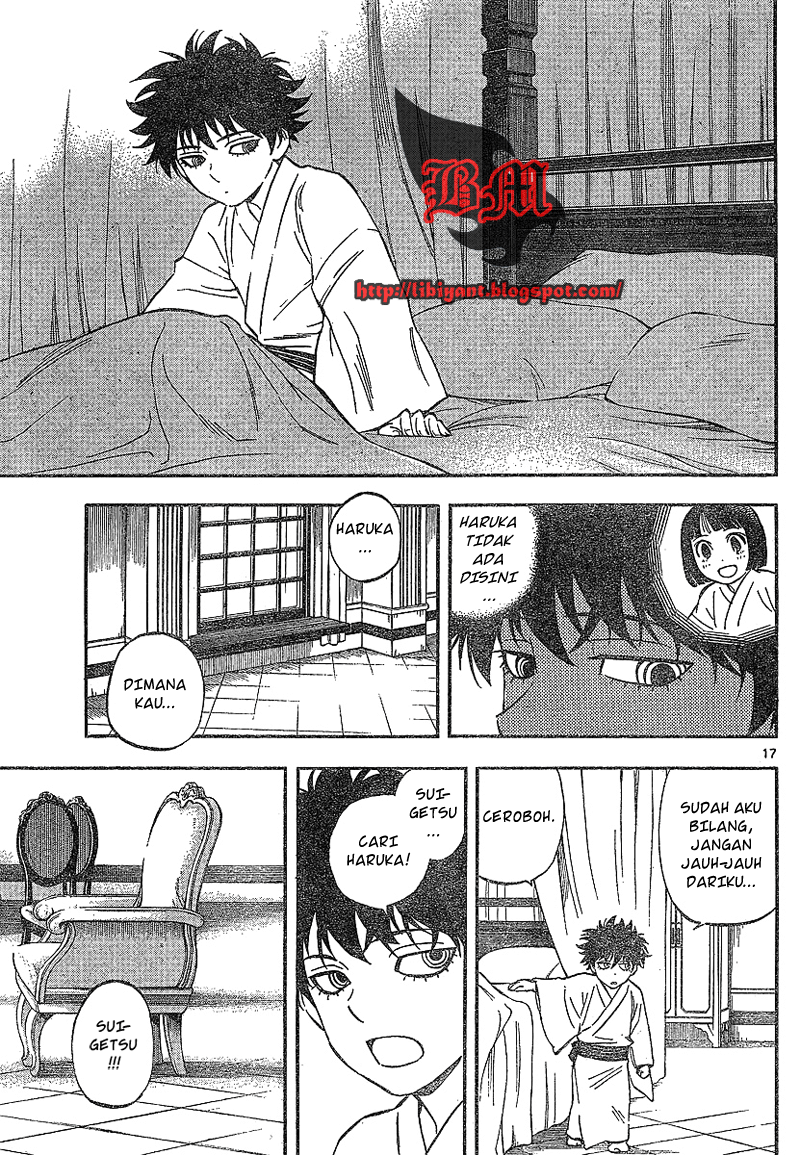 BM
http://libiyant.blogspot.com/
HARUKA
TIDAK
ADA
DISINI
...
HARUKA
...
DIMANA
KAU...
17
SUDAH AKU
BILANG,
JANGAN
JAUH-JAUH
DARIKU...
CEROBOH.
SUI-
GETSU
...
CARI
HARUKA!
SUI-
GETSU
!!!